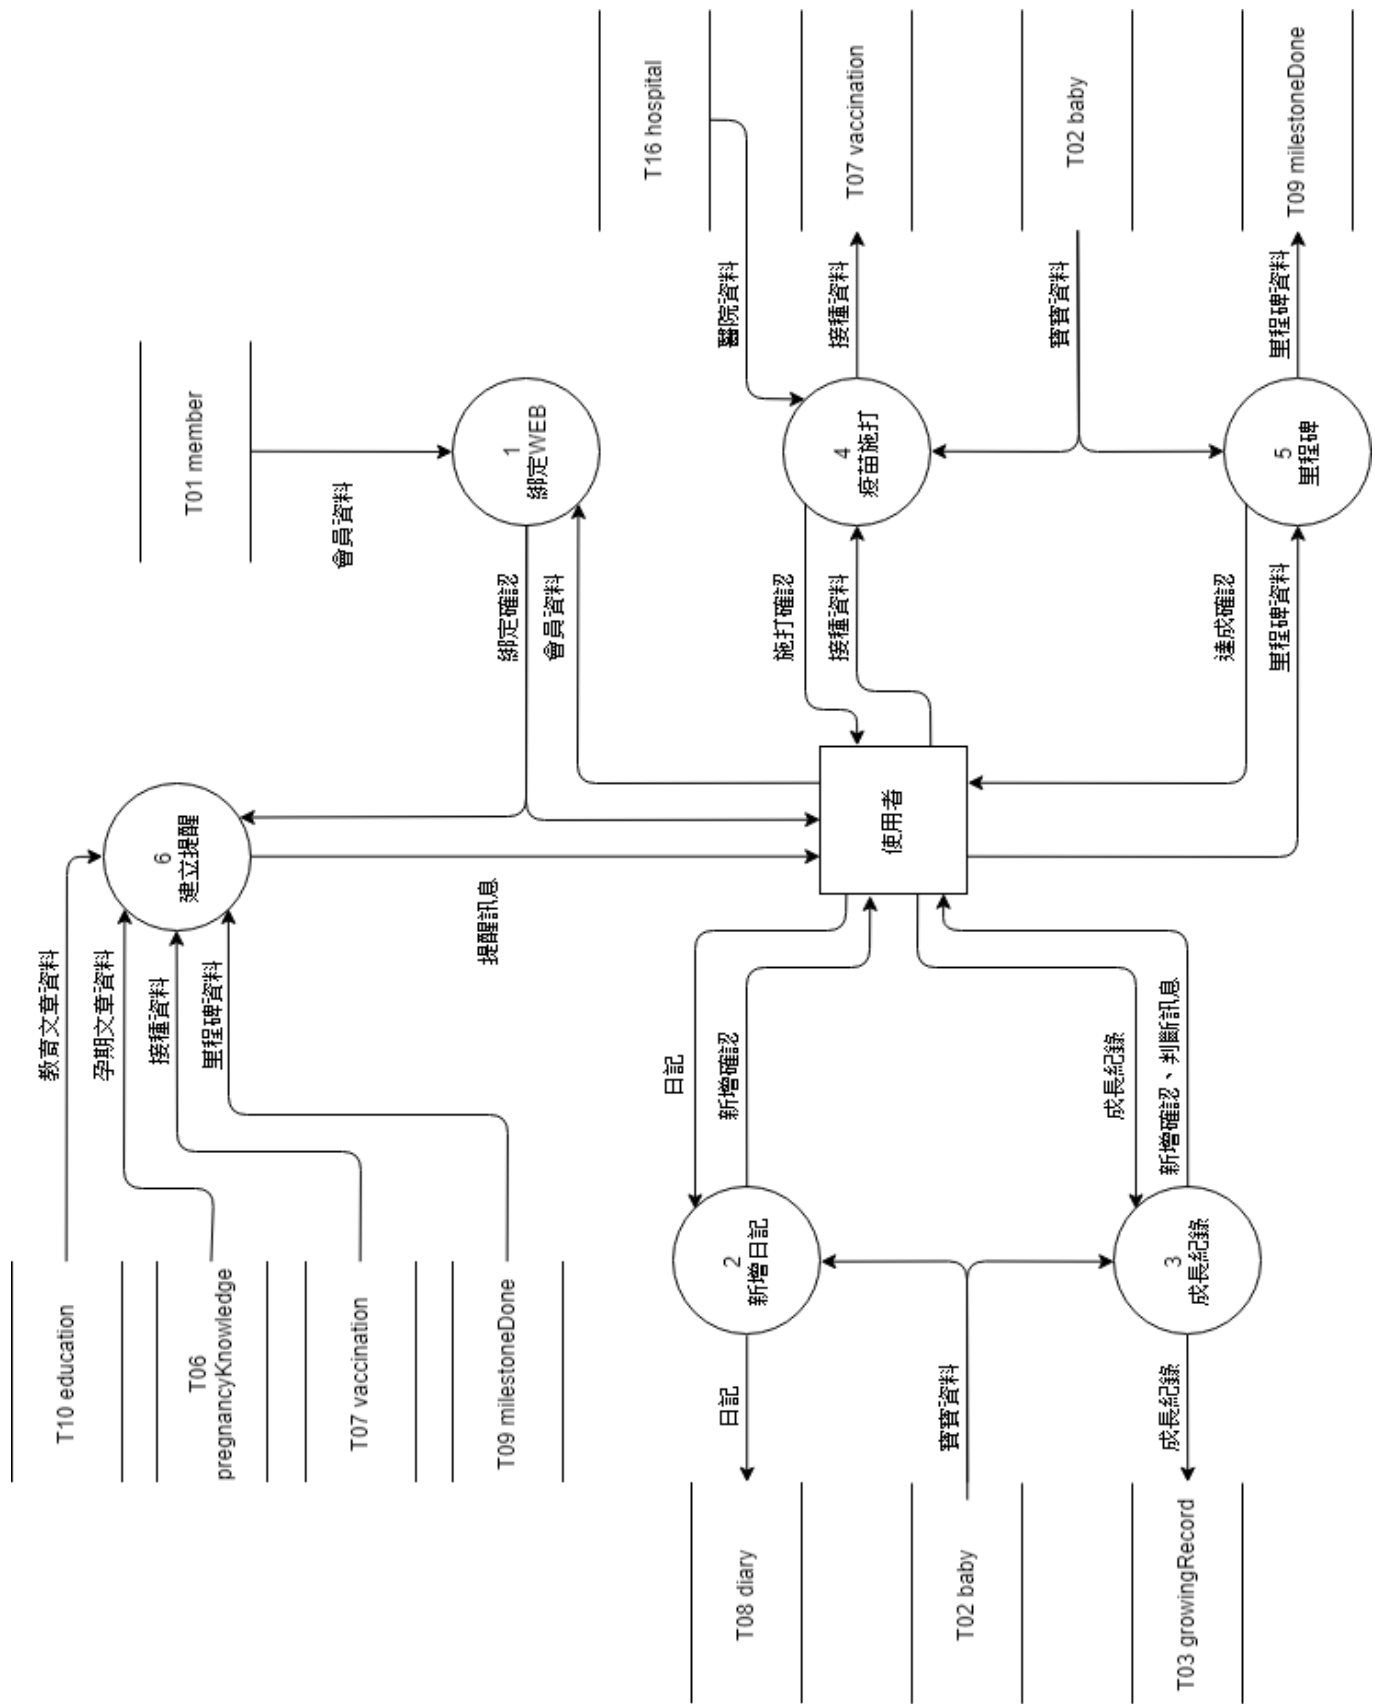 T10 education
教育文章資料
T06
pregnancyKnowledge
孕期文章資料
T07 vaccination
接種資料
T09 milestoneDone
里程碑資料
6
建立提醒
T01 member
會員資料
提醒訊息
綁定確認
會員資料
1
綁定WEB
T16 hospital
醫院資料
日記
新增確認
2
新增日記
日記
T08 diary
施打確認
接種資料
4
疫苗施打
接種資料
T07 vaccination
使用者
T02 baby
寶寶資料
T02 baby
寶寶資料
成長紀錄
新增確認、判斷訊息
3
成長紀錄
成長紀錄
T03 growingRecord
達成確認
里程碑資料
5
里程碑
里程碑資料
T09 milestoneDone